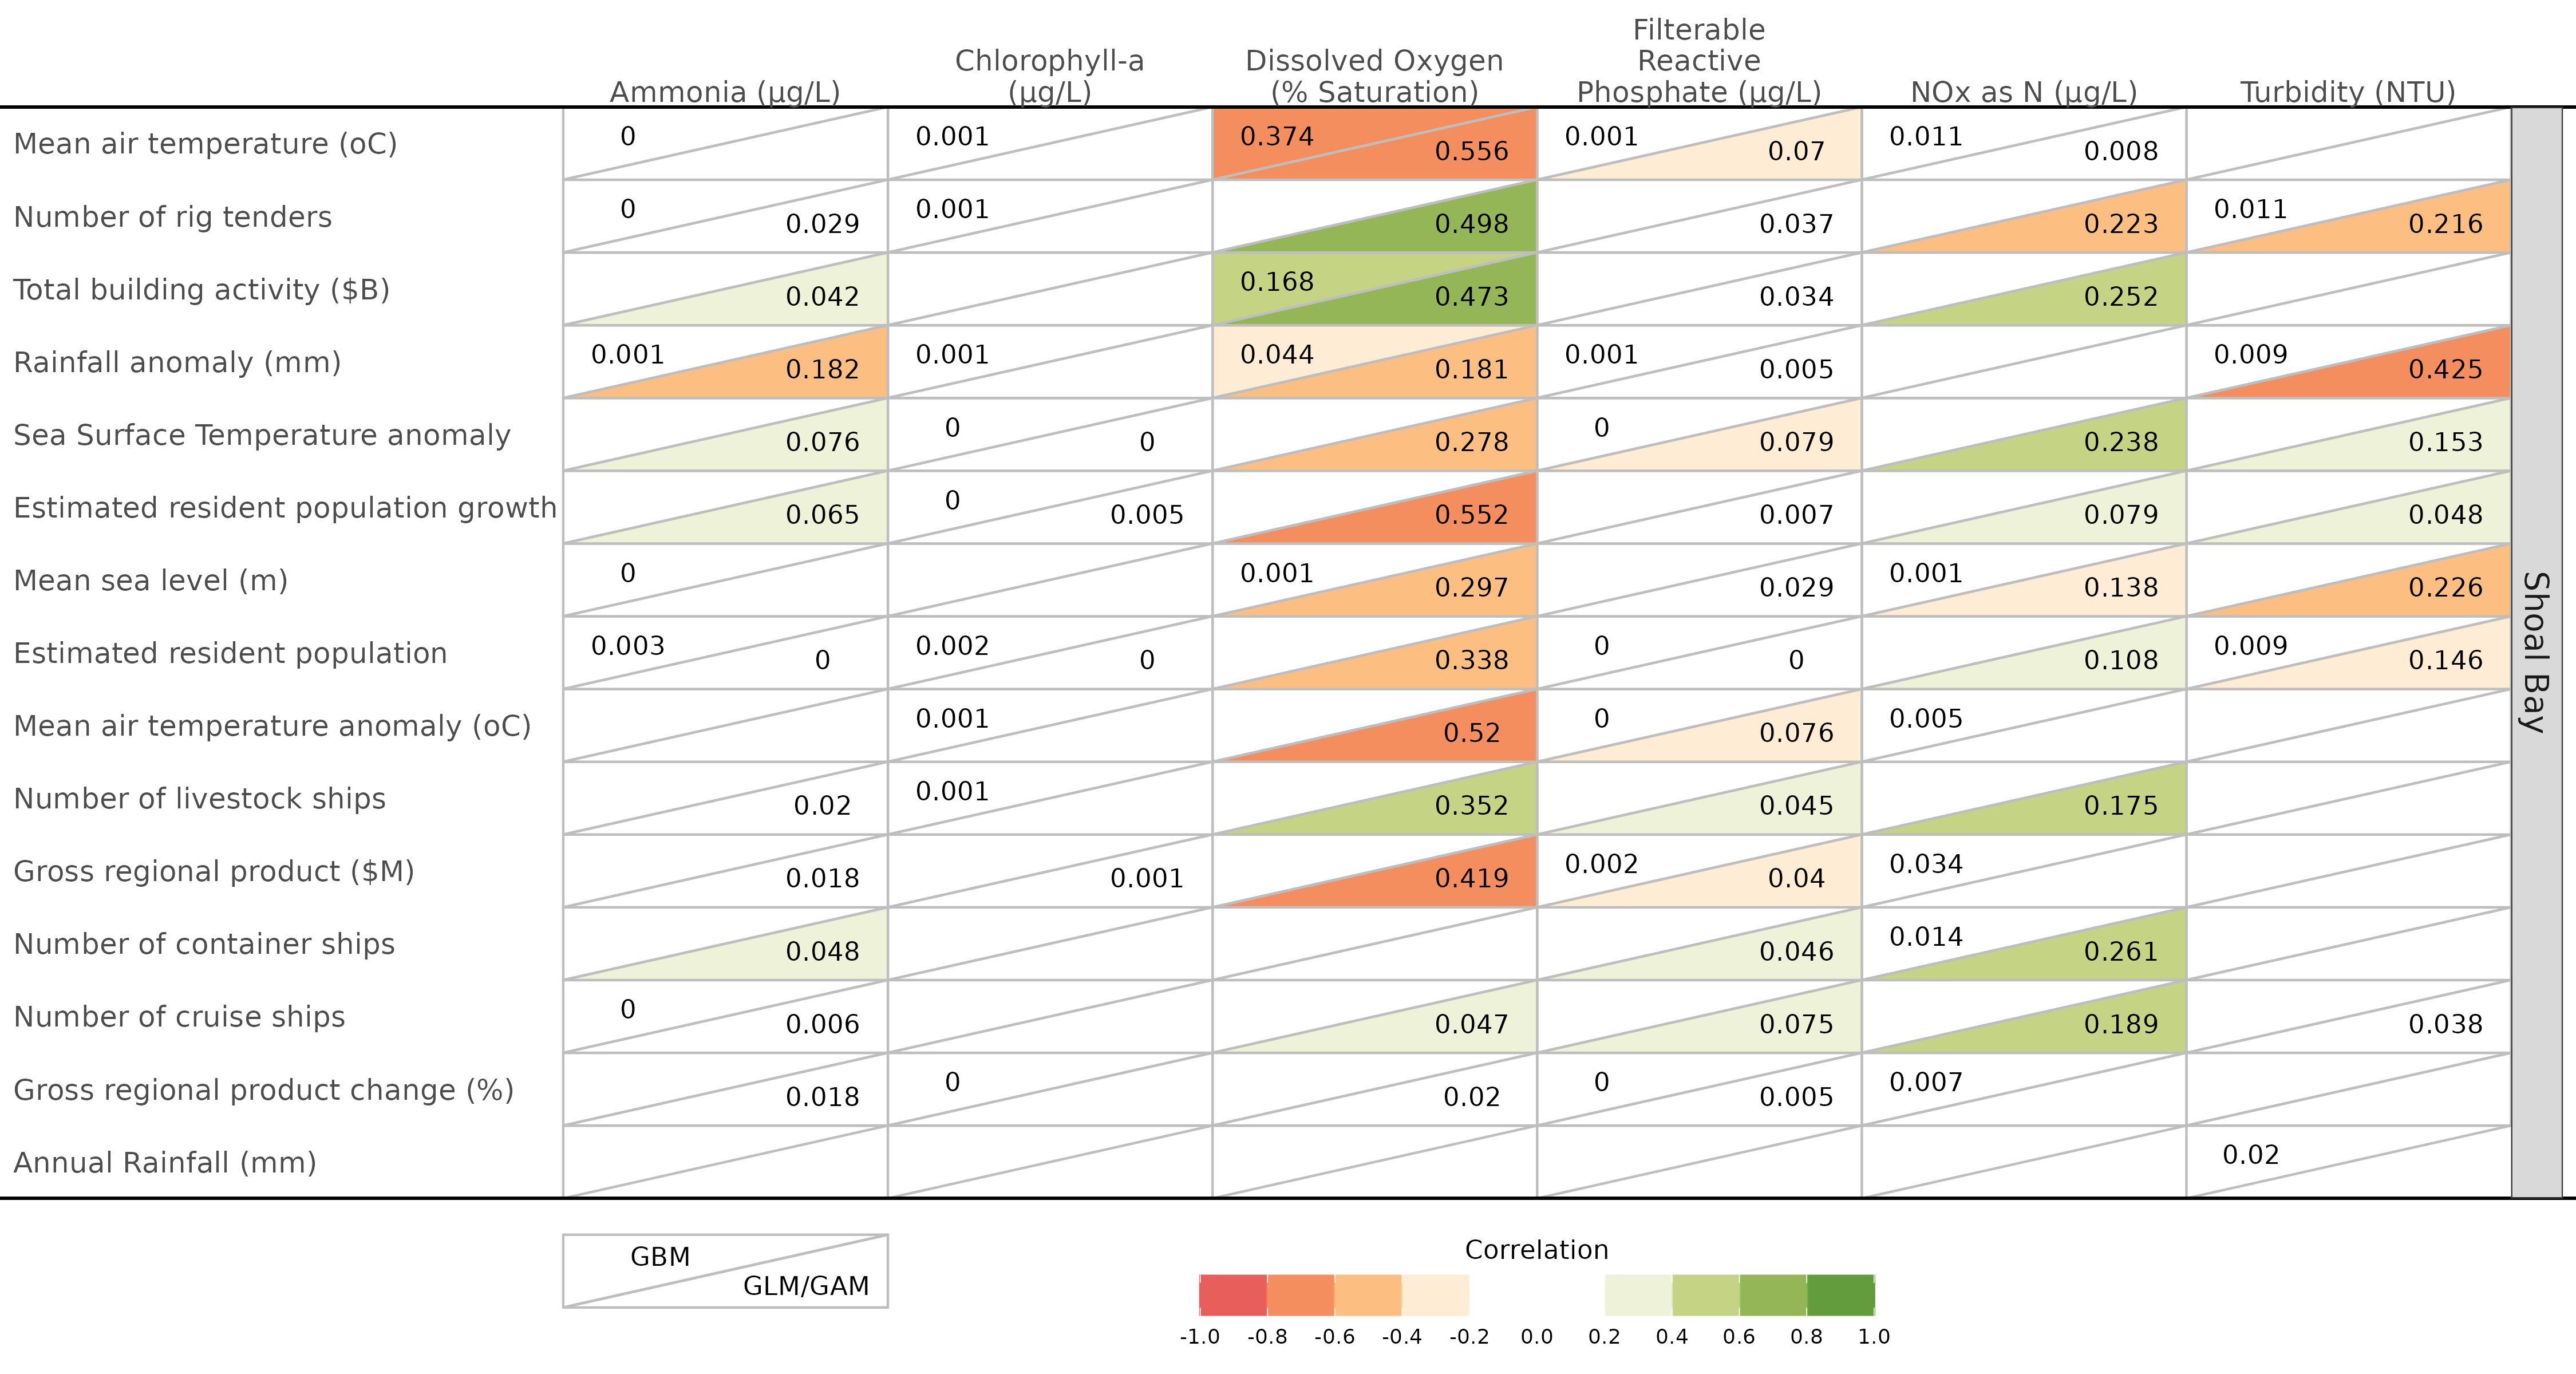 Filterable
Reactive
Chlorophyll-a Dissolved Oxygen
Ammonia (µg/L) (µg/L) (% Saturation) Phosphate (µg/L) NOx as N (µg/L) Turbidity (NTU)
Mean air temperature (oC) 0 0.001 0.374 0.556 0.001 0.07 0.011 0.008
Number of rig tenders 0 0.029 0.001 0.498 0.037 0.223 0.011 0.216
Total building activity ($B) 0.042 0.168 0.473 0.034 0.252
Rainfall anomaly (mm) 0.001 0.182 0.001 0.044 0.181 0.001 0.005 0.009 0.425
Sea Surface Temperature anomaly 0.076 0 0 0.278 0 0.079 0.238 0.153
Estimated resident population growth 0.065 0 0.005 0.552 0.007 0.079 0.048
Mean sea level (m) 0 0.001 0.297 0.029 0.001 0.138 0.226
Estimated resident population 0.003 0 0.002 0 0.338 0 0 0.108 0.009 0.146
Mean air temperature anomaly (oC) 0.001 0.52 0 0.076 0.005
Number of livestock ships 0.02 0.001 0.352 0.045 0.175
Gross regional product ($M) 0.018 0.001 0.419 0.002 0.04 0.034
Number of container ships 0.048 0.046 0.014 0.261
Number of cruise ships 0 0.006 0.047 0.075 0.189 0.038
Gross regional product change (%) 0.018 0 0.02 0 0.005 0.007
Annual Rainfall (mm) 0.02
Shoal Bay
GBM
GLM/GAM
Correlation
-1.0 -0.8 -0.6 -0.4 -0.2 0.0 0.2 0.4 0.6 0.8 1.0